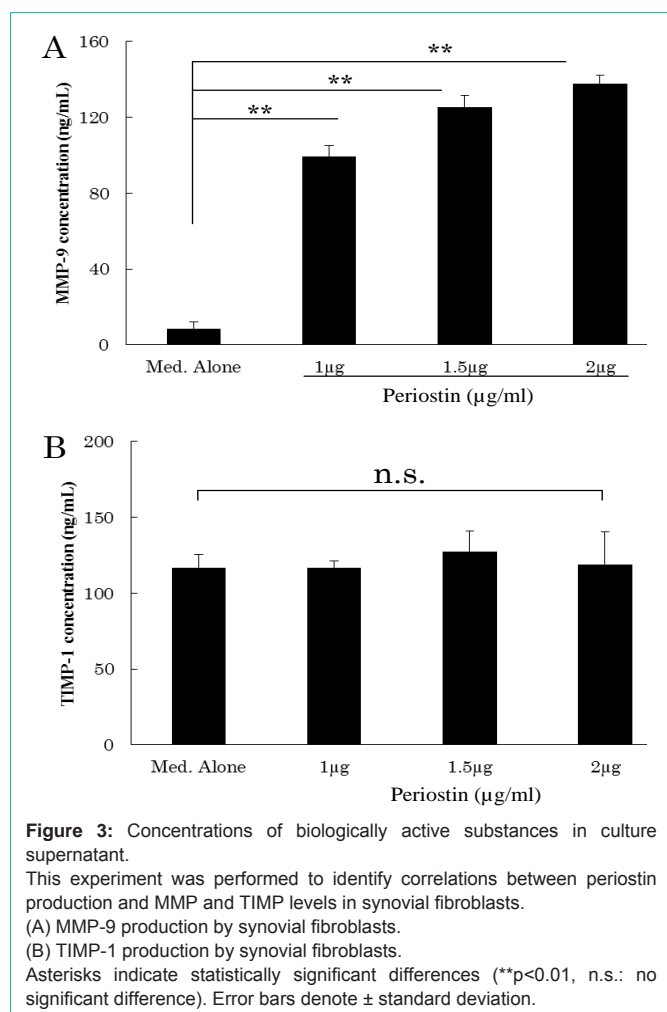 A
MMP-9 concentration (ng/mL)
160
120
80
40
0
**
**
**
Med. Alone 1µg 1.5µg 2µg
Periostin (µg/ml)
B
TIMP-1 concentration (ng/mL)
200
150
100
50
0
n.s.
Med. Alone 1µg 1.5µg 2µg
Periostin (µg/ml)
Figure 3: Concentrations of biologically active substances in culture
supernatant.
This experiment was performed to identify correlations between periostin
production and MMP and TIMP levels in synovial fibroblasts.
(A) MMP-9 production by synovial fibroblasts.
(B) TIMP-1 production by synovial fibroblasts.
Asterisks indicate statistically significant differences (**p<0.01, n.s.: no
significant difference). Error bars denote ± standard deviation.